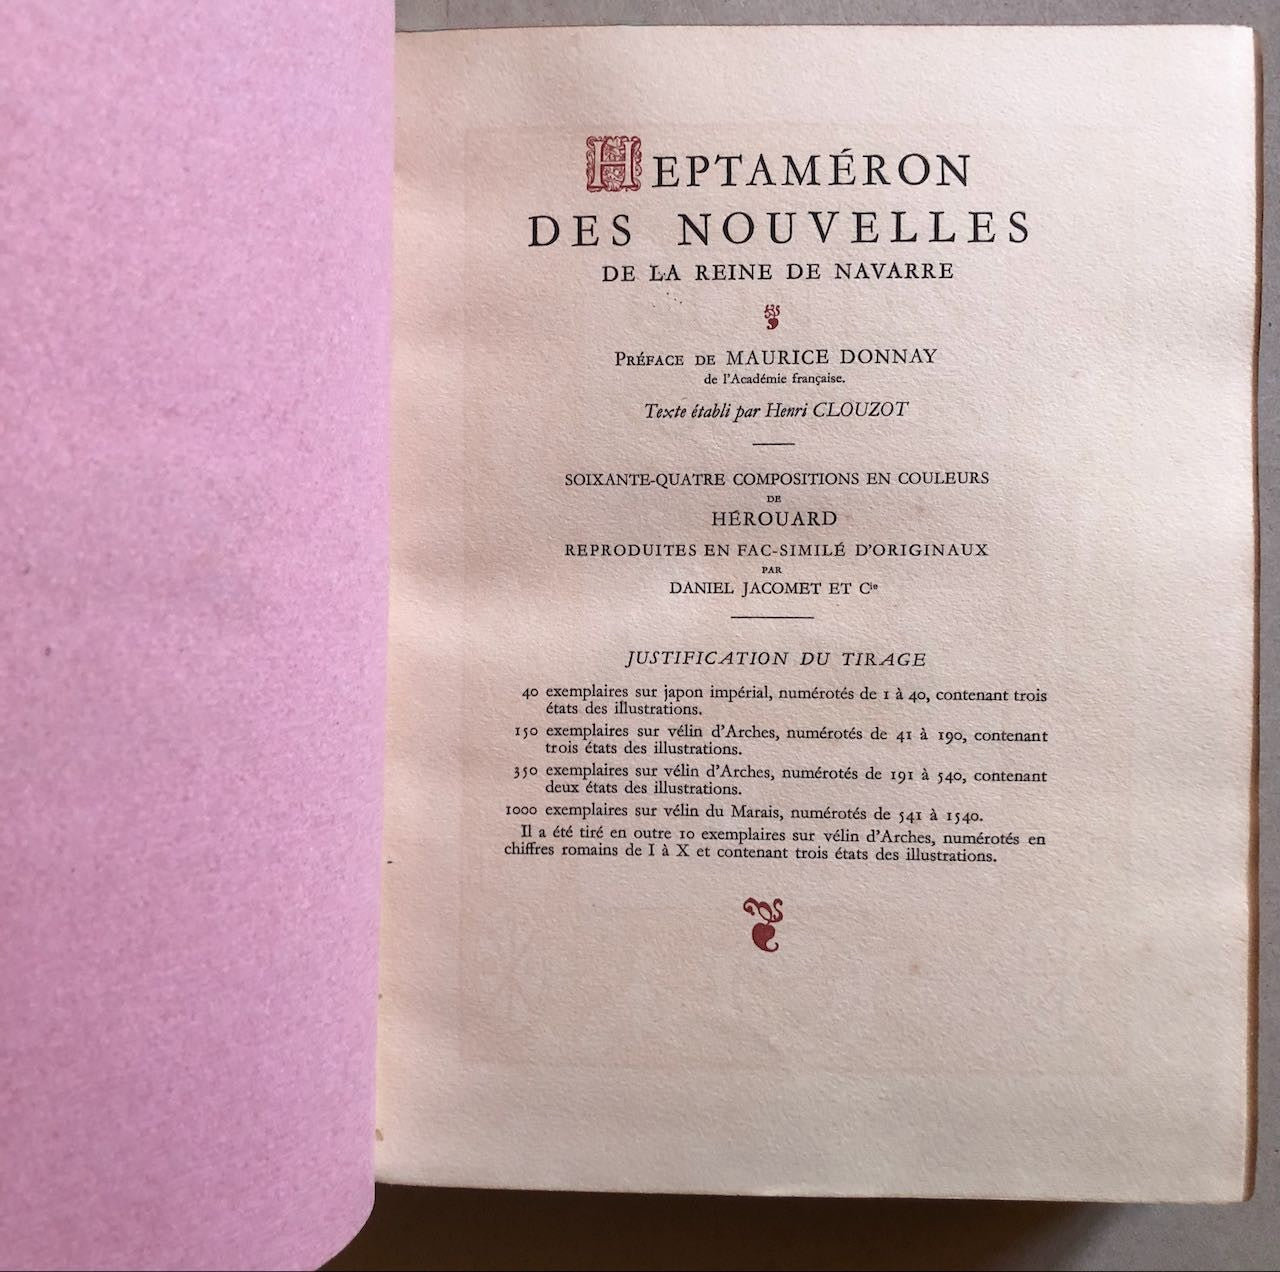 HEPTAMÉRON
DES NOUVELLES
DE LA REINE DE NAVARRE
PRÉFACE DE MAURICE DONNAY
de l'Académie française.
Texte établi par Henri CLOUZOT
SOIXANTE-QUATRE COMPOSITIONS EN COULEURS
DE
HÉROUARD
REPRODUITES EN FAC-SIMILÉ D'ORIGINAUX
PAR
DANIEL JACOMET ET Cie
JUSTIFICATION DU TIRAGE
40 exemplaires sur japon impérial, numérotés de 1 à 40, contenant trois
états des illustrations.
150 exemplaires sur vélin d'Arches, numérotés de 41 à 190, contenant
trois états des illustrations.
350 exemplaires sur vélin d'Arches, numérotés de 191 à 540, contenant
deux états des illustrations.
1000 exemplaires sur vélin du Marais, numérotés de 541 à 1540.
Il a été tiré en outre 10 exemplaires sur vélin d'Arches, numérotés en
chiffres romains de I à X et contenant trois états des illustrations.